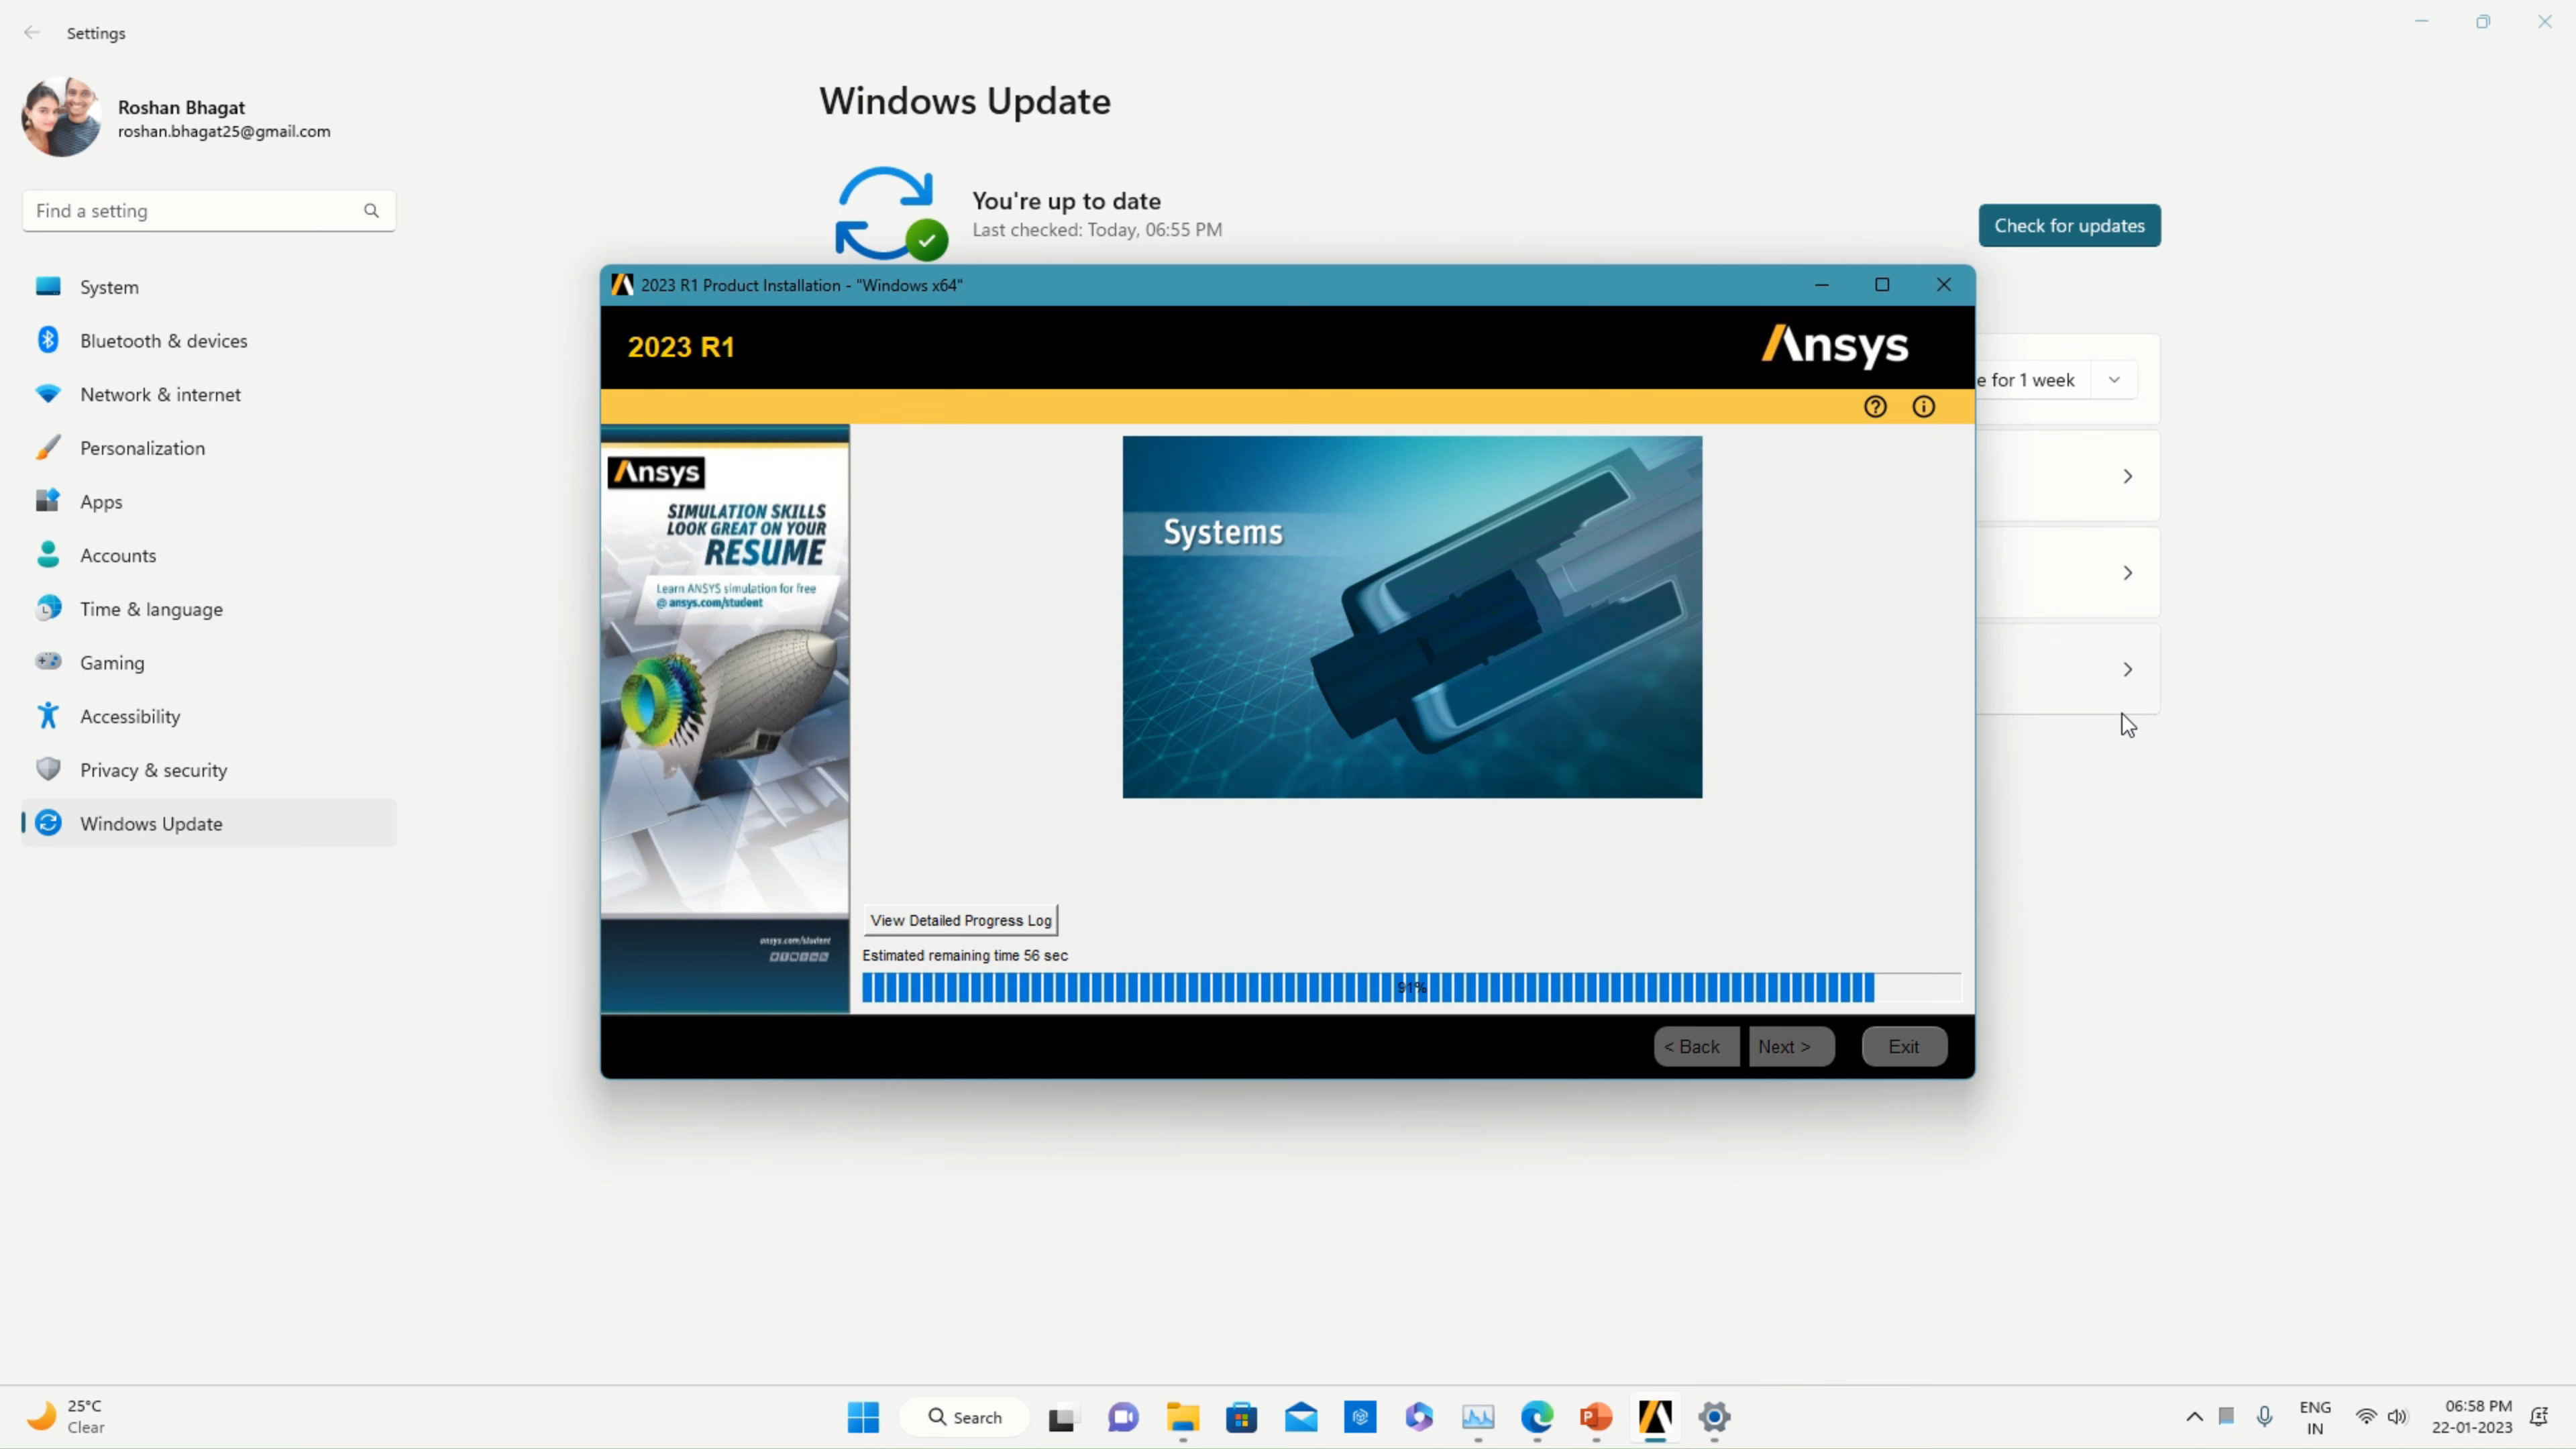 Settings
Roshan Bhagat
roshan.bhagat25@gmail.com
Find a setting
System
Bluetooth & devices
Network & internet
Personalization
Apps
Accounts
Time & language
Gaming
Accessibility
Privacy & security
Windows Update
Windows Update
You're up to date
Last checked: Today, 06:55 PM
Check for updates
e for 1 week
2023 R1 Product Installation - "Windows x64"
2023 R1
Ansys
Ansys
SIMULATION SKILLS
LOOK GREAT ON YOUR
RESUME
Learn ANSYS simulation for free
@ ansys.com/student
ansys.com/student
Systems
View Detailed Progress Log
Estimated remaining time 56 sec
91%
< Back
Next >
Exit
25°C
Clear
Search
ENG
IN
06:58 PM
22-01-2023